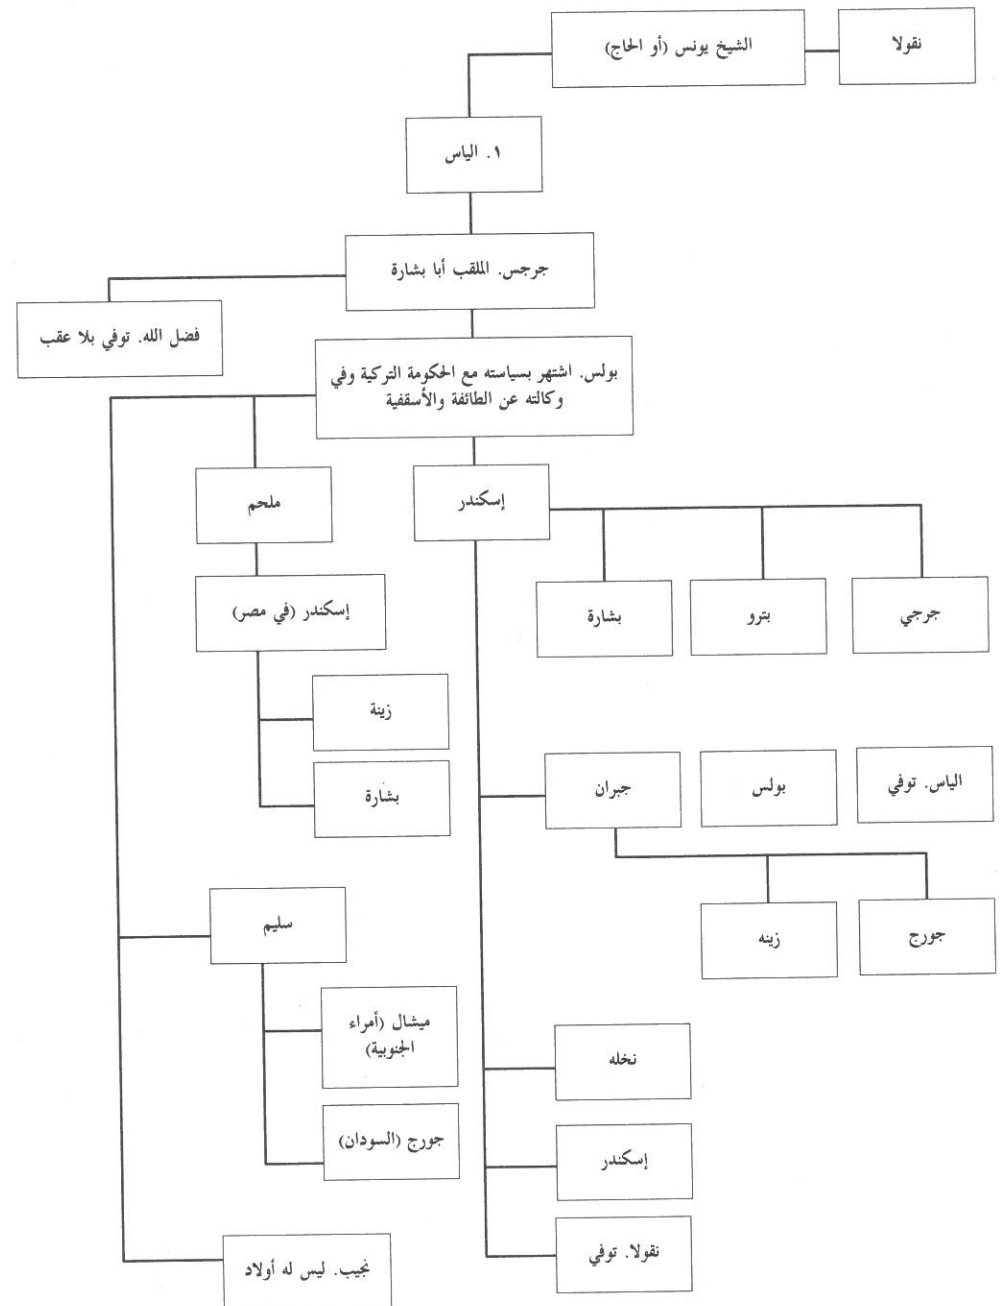 نقولا
الشيخ يونس (أو الحاج)
١. الياس
جرجس. الملقب أبا بشارة
فضل الله. توفي بلا عقب
بولس. اشتهر بسياسته مع الحكومة التركية وفي
وكالته عن الطائفة والأسقفية
إسكندر
ملحم
جرجي
بترو
بشارة
إسكندر (في مصر)
زينة
بشارة
الياس. توفي
بولس
جبران
جورج
زينه
سليم
ميشال (أمراء
الجنوبية)
جورج (السودان)
نخله
إسكندر
نقولا. توفي
نجيب. ليس له أولاد